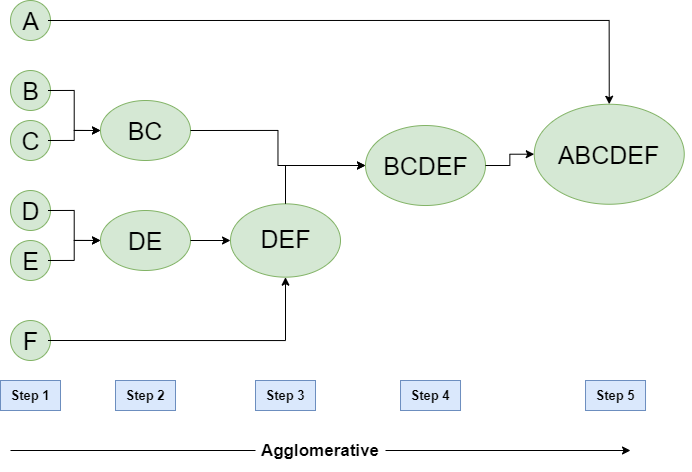 A
B
C
BC
D
E
DE
DEF
F
BCDEF
ABCDEF
Step 1
Step 2
Step 3
Step 4
Step 5
Agglomerative